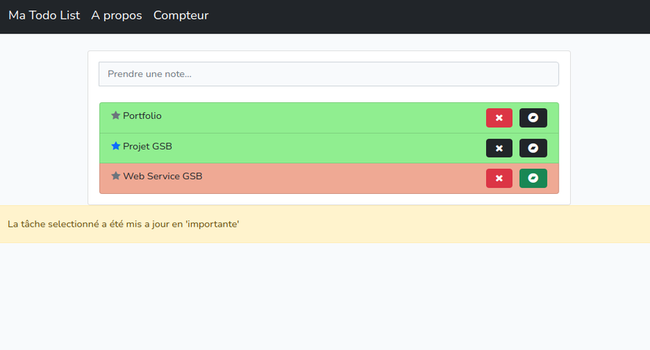 Ma Todo List A propos Compteur
Prendre une note...
Portfolio
Projet GSB
Web Service GSB
La tâche selectionné a été mis a jour en 'importante'